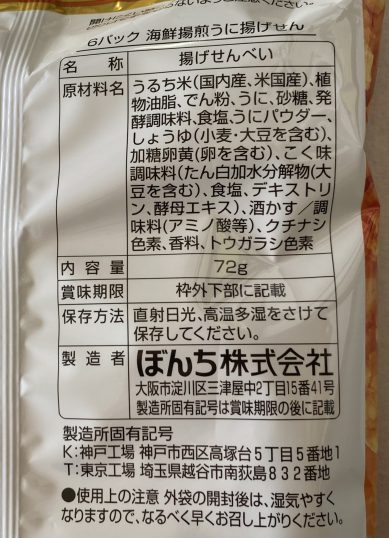 6パック 海鮮揚煎うに揚げせん
名称 揚げせんべい
原材料名 うるち米(国内産、米国産)、植
物油脂、でん粉、うに、砂糖、発
酵調味料、食塩、うにパウダー、
しょうゆ(小麦・大豆を含む)、
加糖卵黄(卵を含む)、こく味
調味料(たん白加水分解物(大
豆を含む)、食塩、デキストリ
ン、酵母エキス)、酒かす/調
味料(アミノ酸等)、クチナシ
色素、香料、トウガラシ色素
内容量 72g
賞味期限 枠外下部に記載
保存方法 直射日光、高温多湿をさけて
保存してください。
製造者 ぼんち株式会社
大阪市淀川区三津屋中2丁目15番41号
製造所固有記号は賞味期限の後に記載
製造所固有記号
K:神戸工場 神戸市西区高塚台5丁目5番地1
T:東京工場 埼玉県越谷市南荻島832番地
●使用上の注意 外袋の開封後は、湿気やすく
なりますので、なるべく早くお召し上がりください。